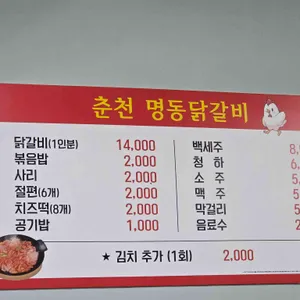 춘천 명동닭갈비
닭갈비(1인분) 14,000
볶음밥 2,000
사리 2,000
절편(6개) 2,000
치즈떡(8개) 2,000
공기밥 1,000
백세주
청 하
소 주
맥 주
막걸리
음료수
★ 김치 추가 (1회) 2.000